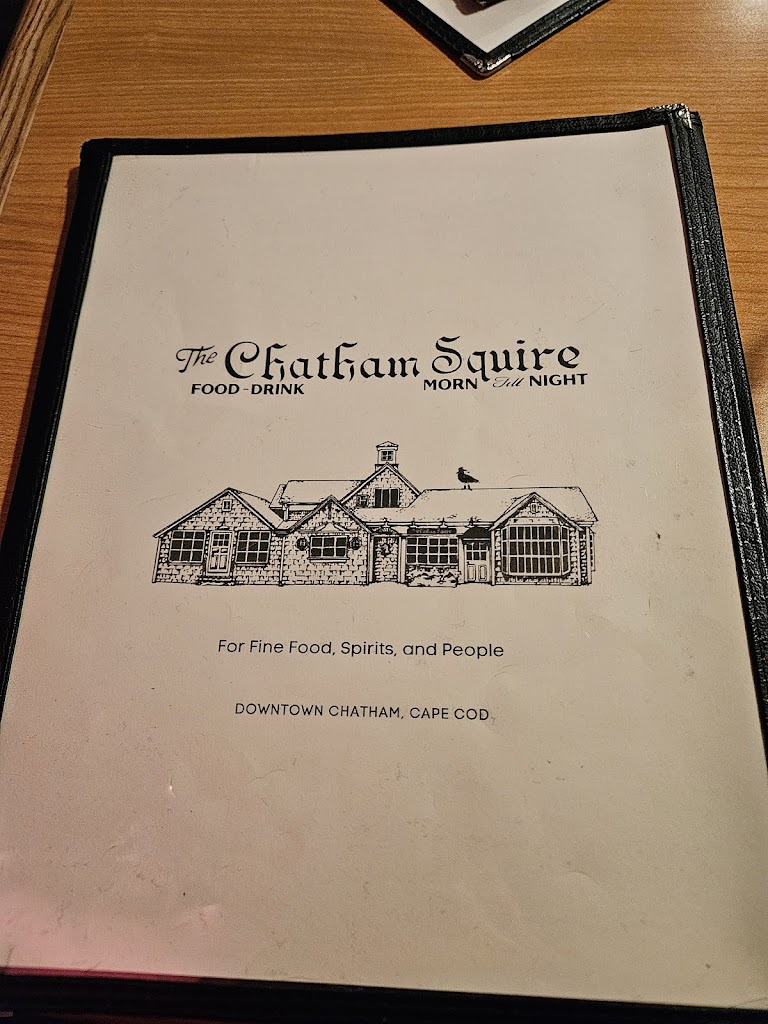 The Chatham Squire
FOOD-DRINK MORN Till NIGHT
For Fine Food, Spirits, and People
DOWNTOWN CHATHAM, CAPE COD